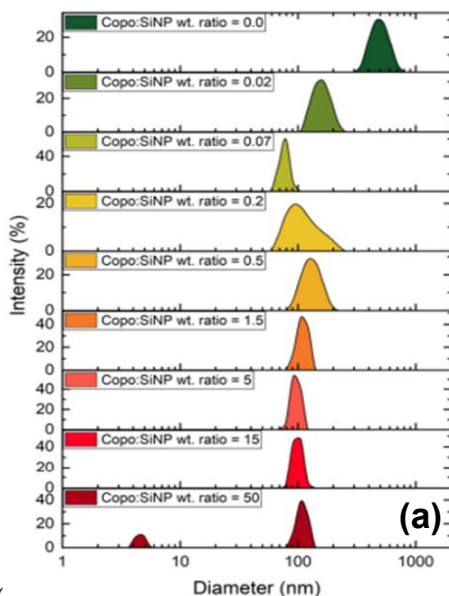 20
Copo:SiNP wt. ratio = 0.0
0
20
Copo:SiNP wt. ratio = 0.02
0
40
Copo:SiNP wt. ratio = 0.07
0
20
Copo:SiNP wt. ratio = 0.2
0
20
Copo:SiNP wt. ratio = 0.5
0
40
Copo:SiNP wt. ratio = 1.5
20
0
40
Copo:SiNP wt. ratio = 5
20
0
40
Copo:SiNP wt. ratio = 15
20
0
40
Copo:SiNP wt. ratio = 50
20
0
(a)
Intensity (%)
1 10 100 1000
Diameter (nm)